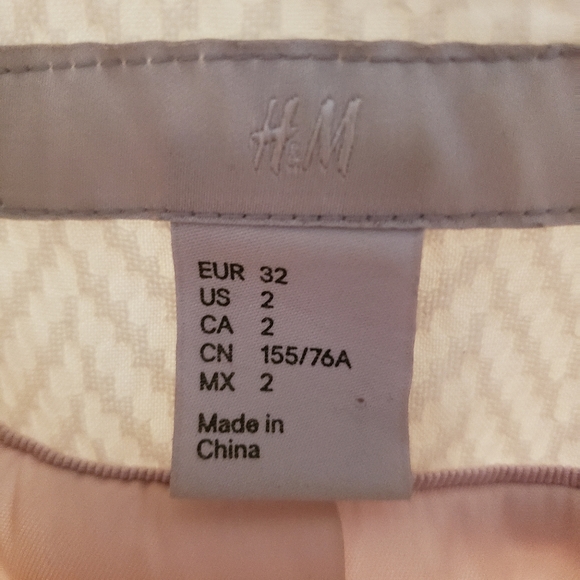 H&M
EUR 32
US 2
CA 2
CN 155/76A
MX 2
Made in
China